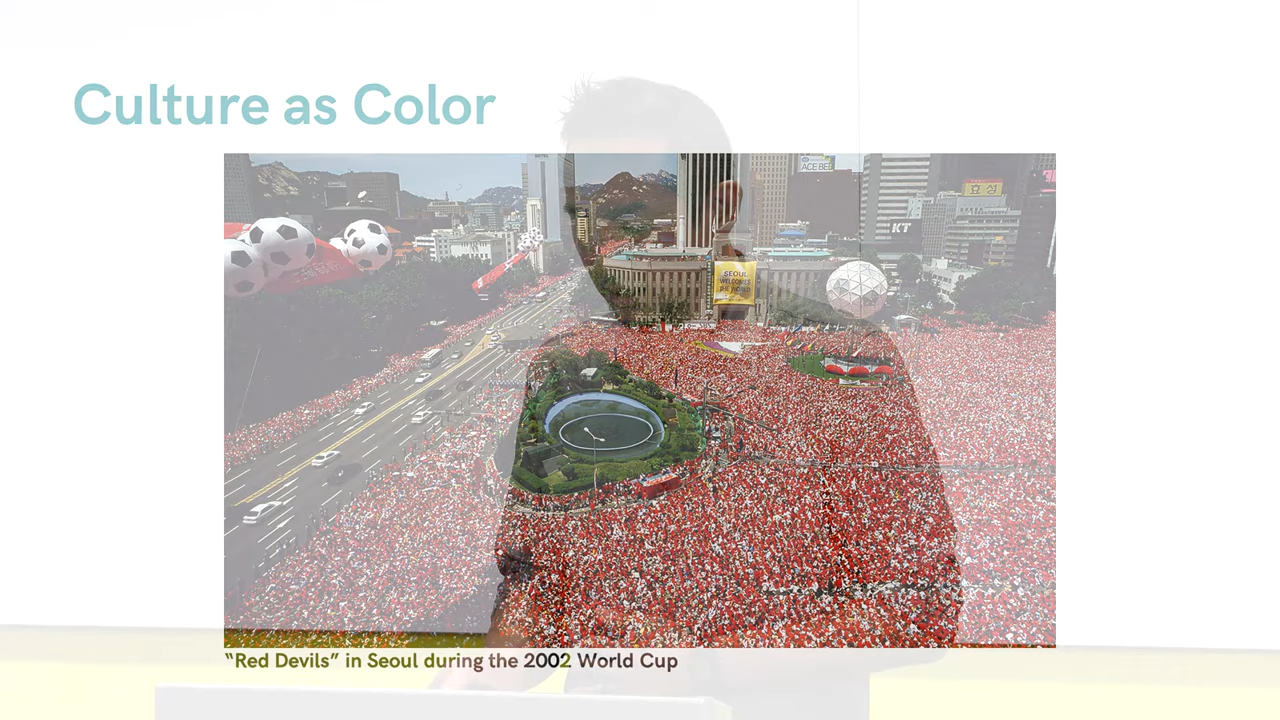 Culture as Color
ACE BED
효성
KT
SEOUL
WELCOMES
THE WORLD
“Red Devils” in Seoul during the 2002 World Cup